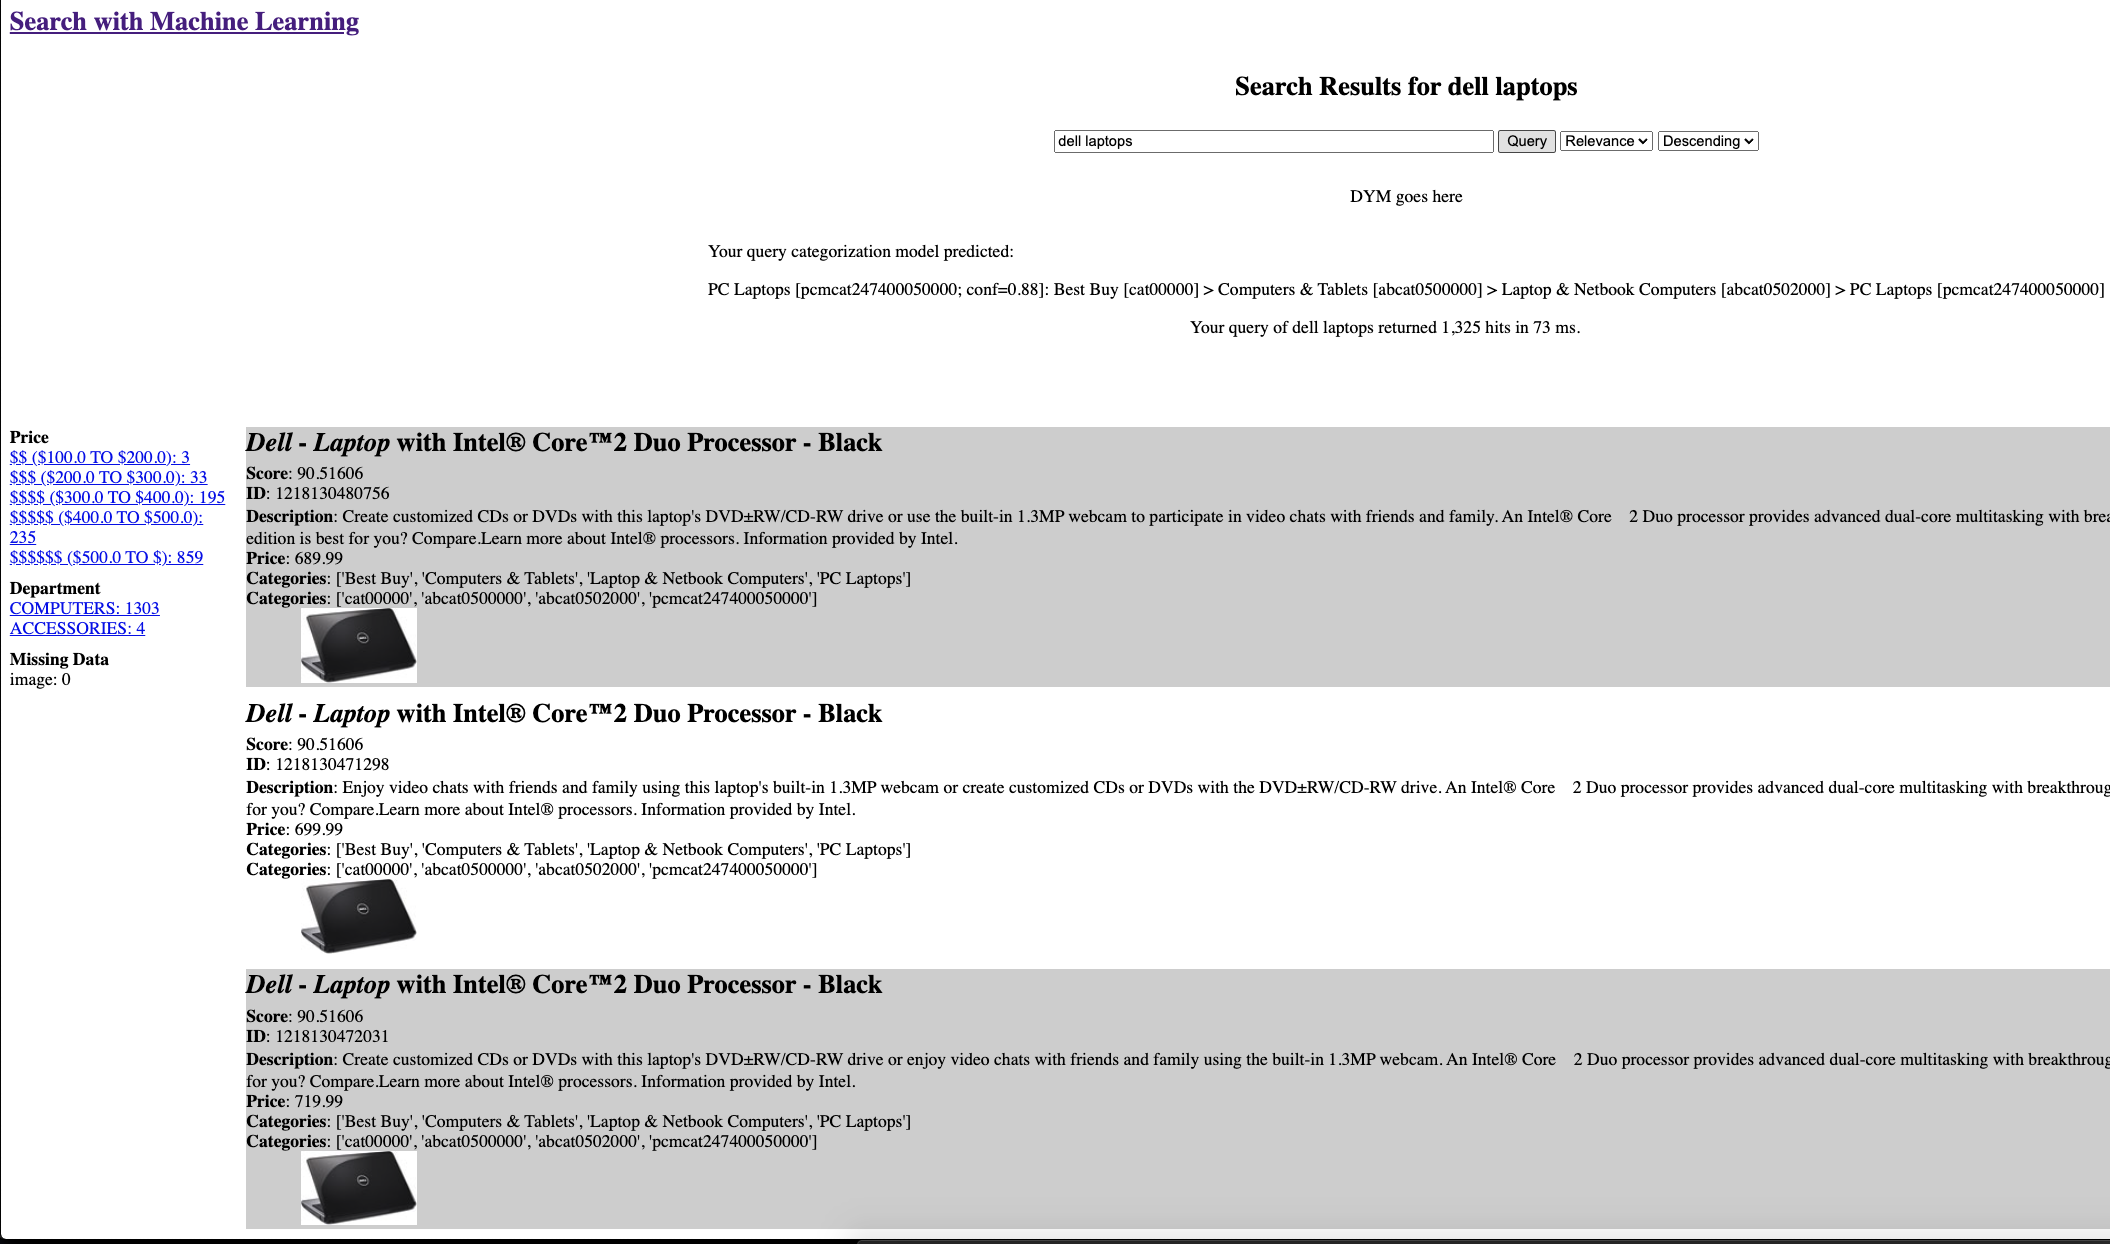 Search with Machine Learning
Search Results for dell laptops
dell laptops Query Relevance Descending
DYM goes here
Your query categorization model predicted:
PC Laptops [pcmcat247400050000; conf=0.88]: Best Buy [cat00000] > Computers & Tablets [abcat0500000] > Laptop & Netbook Computers [abcat0502000] > PC Laptops [pcmcat247400050000]
Your query of dell laptops returned 1,325 hits in 73 ms.
Price
$$ ($100.0 TO $200.0): 3
$$$ ($200.0 TO $300.0): 33
$$$$ ($300.0 TO $400.0): 195
$$$$$ ($400.0 TO $500.0):
235
$$$$$$ ($500.0 TO $): 859
Department
COMPUTERS: 1303
ACCESSORIES: 4
Missing Data
image: 0
Dell - Laptop with Intel® Core™2 Duo Processor - Black
Score: 90.51606
ID: 1218130480756
Description: Create customized CDs or DVDs with this laptop's DVD±RW/CD-RW drive or use the built-in 1.3MP webcam to participate in video chats with friends and family. An Intel® Core 2 Duo processor provides advanced dual-core multitasking with brea
edition is best for you? Compare.Learn more about Intel® processors. Information provided by Intel.
Price: 689.99
Categories: ['Best Buy', 'Computers & Tablets', 'Laptop & Netbook Computers', 'PC Laptops']
Categories: ['cat00000', 'abcat0500000', 'abcat0502000', 'pcmcat247400050000']
Dell - Laptop with Intel® Core™2 Duo Processor - Black
Score: 90.51606
ID: 1218130471298
Description: Enjoy video chats with friends and family using this laptop's built-in 1.3MP webcam or create customized CDs or DVDs with the DVD±RW/CD-RW drive. An Intel® Core 2 Duo processor provides advanced dual-core multitasking with breakthroug
for you? Compare.Learn more about Intel® processors. Information provided by Intel.
Price: 699.99
Categories: ['Best Buy', 'Computers & Tablets', 'Laptop & Netbook Computers', 'PC Laptops']
Categories: ['cat00000', 'abcat0500000', 'abcat0502000', 'pcmcat247400050000']
Dell - Laptop with Intel® Core™2 Duo Processor - Black
Score: 90.51606
ID: 1218130472031
Description: Create customized CDs or DVDs with this laptop's DVD±RW/CD-RW drive or enjoy video chats with friends and family using the built-in 1.3MP webcam. An Intel® Core 2 Duo processor provides advanced dual-core multitasking with breakthroug
for you? Compare.Learn more about Intel® processors. Information provided by Intel.
Price: 719.99
Categories: ['Best Buy', 'Computers & Tablets', 'Laptop & Netbook Computers', 'PC Laptops']
Categories: ['cat00000', 'abcat0500000', 'abcat0502000', 'pcmcat247400050000']